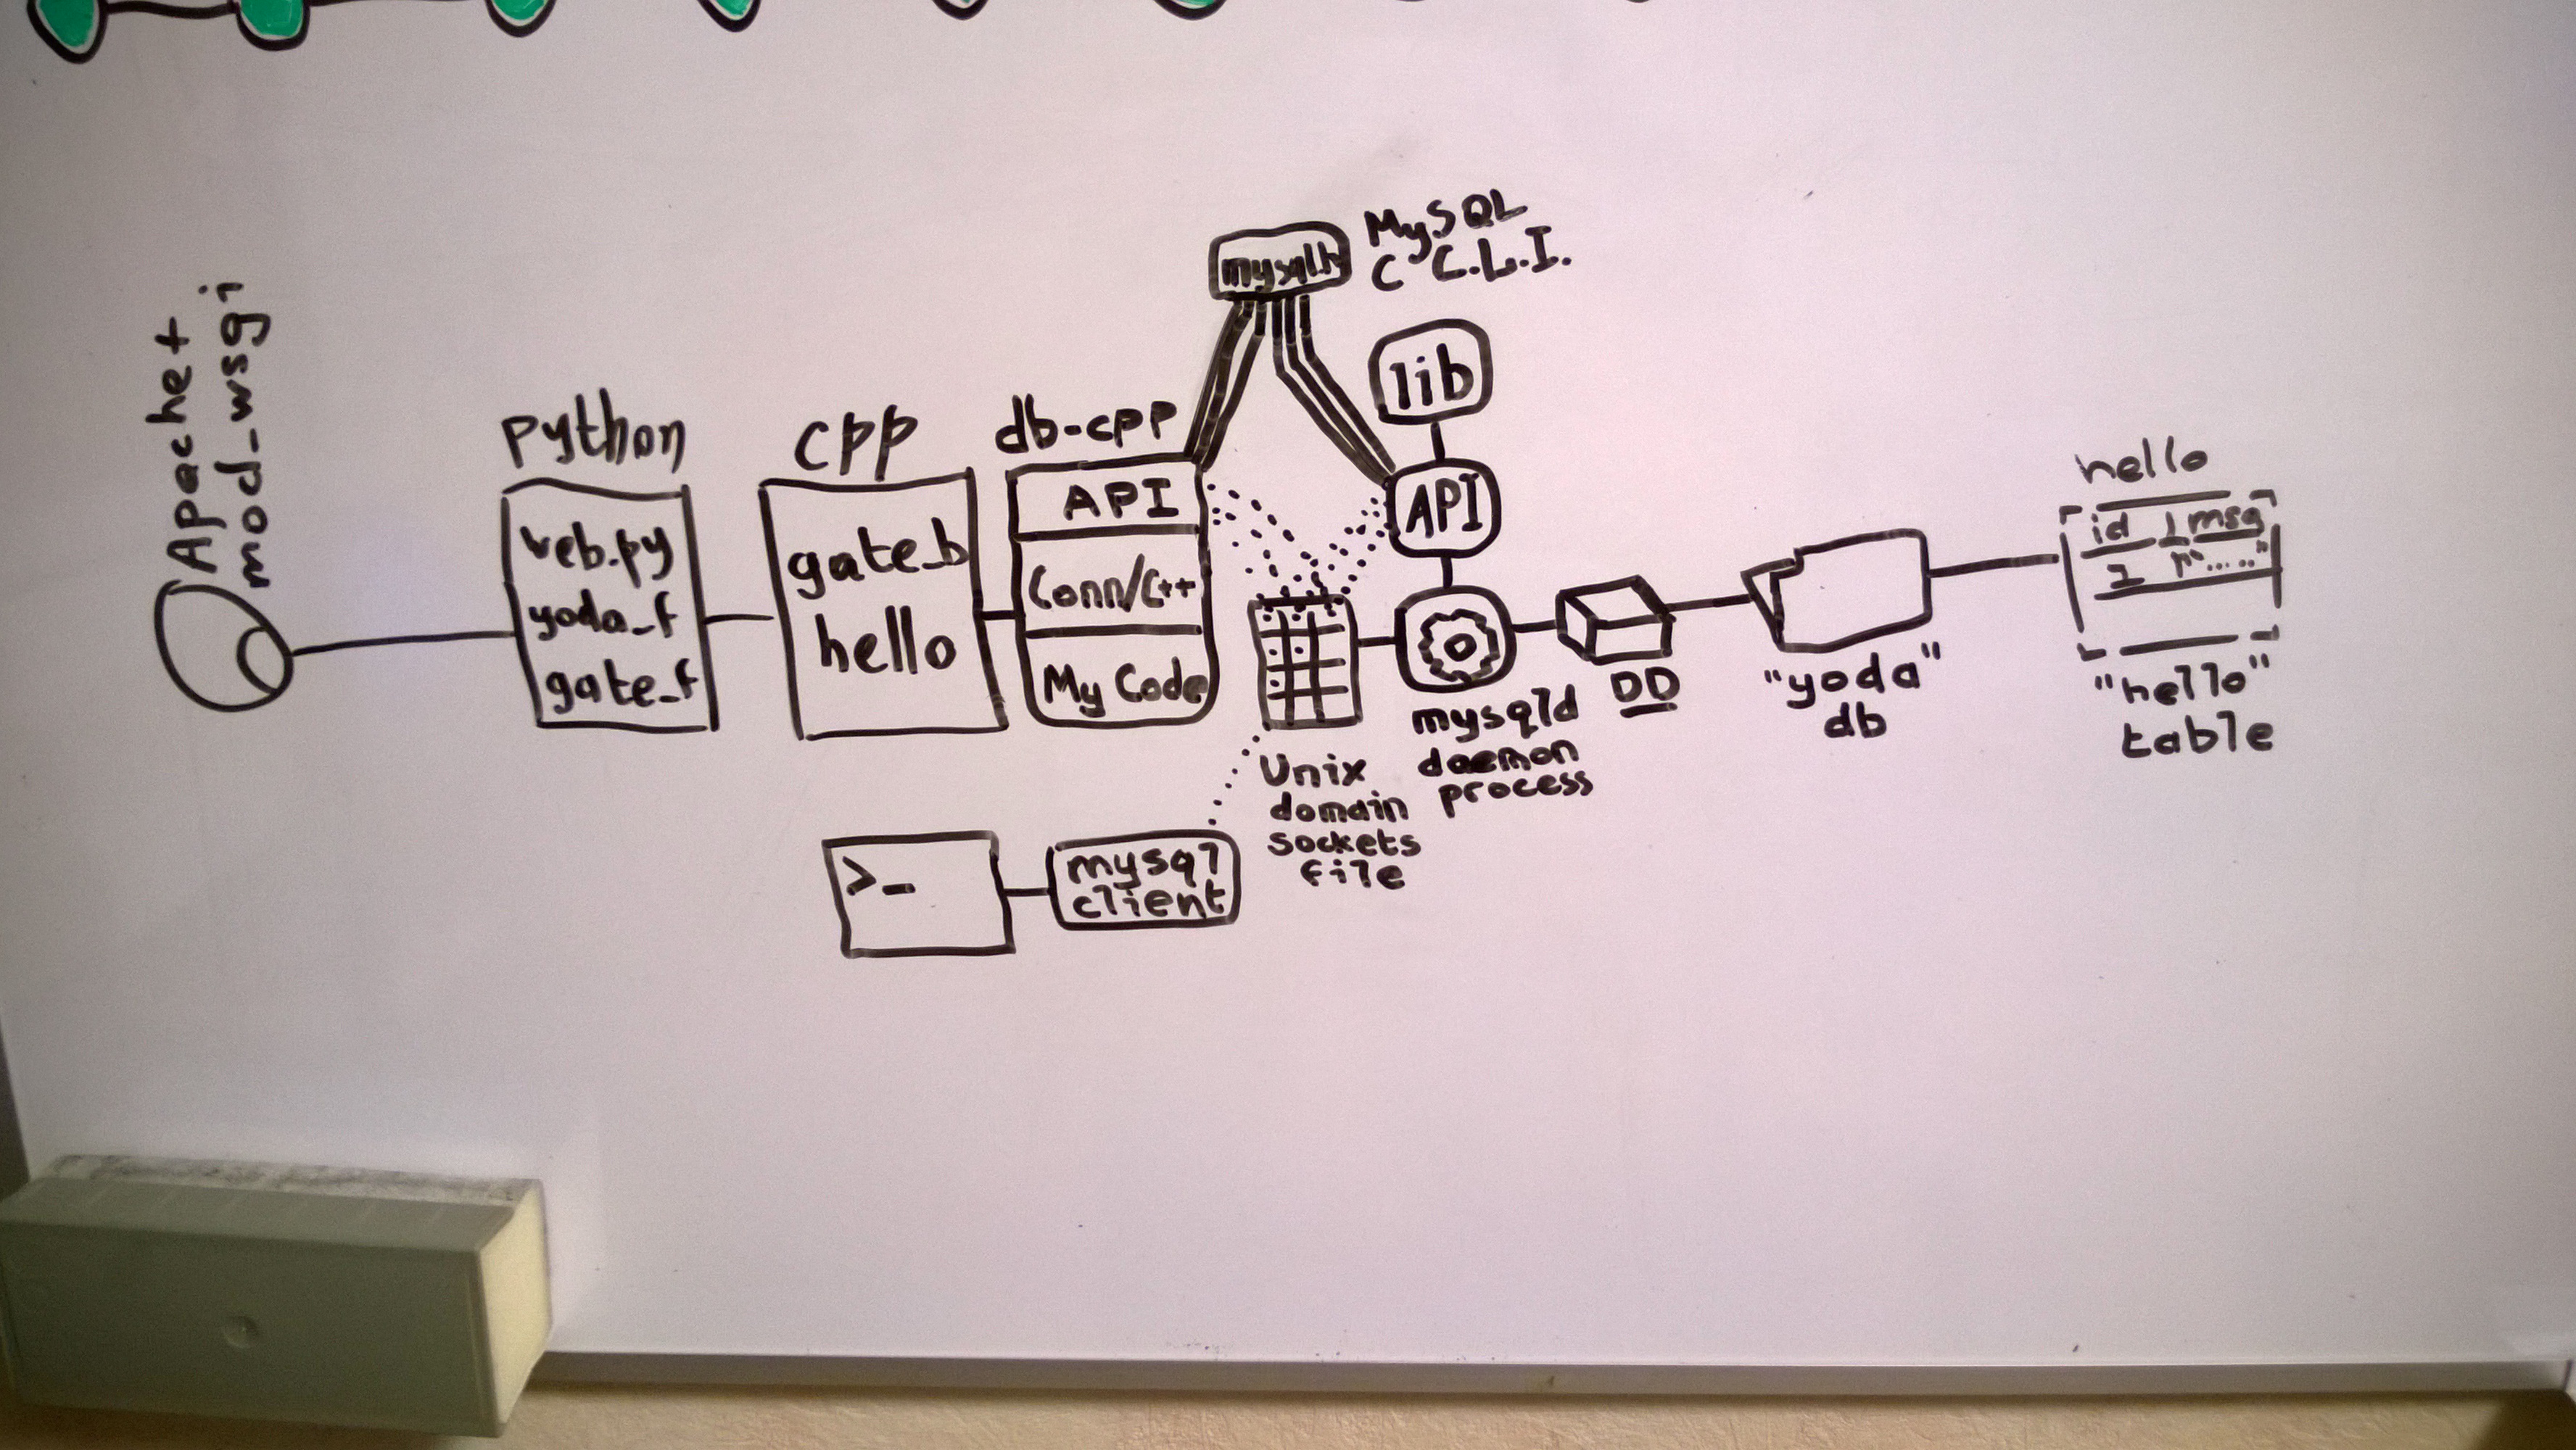 Apache+
mod_wsgi
python
web.py
yoda_f
gate_f
cpp
gate_b
hello
db-cpp
API
Conn/C++
My Code
mysql.h
MySQL
C C.L.I.
lib
API
Unix
domain
sockets
file
mysqld
daemon
process
DD
"yoda"
db
hello
id | msg
1 "....."
"hello"
table
>_
mysql
client